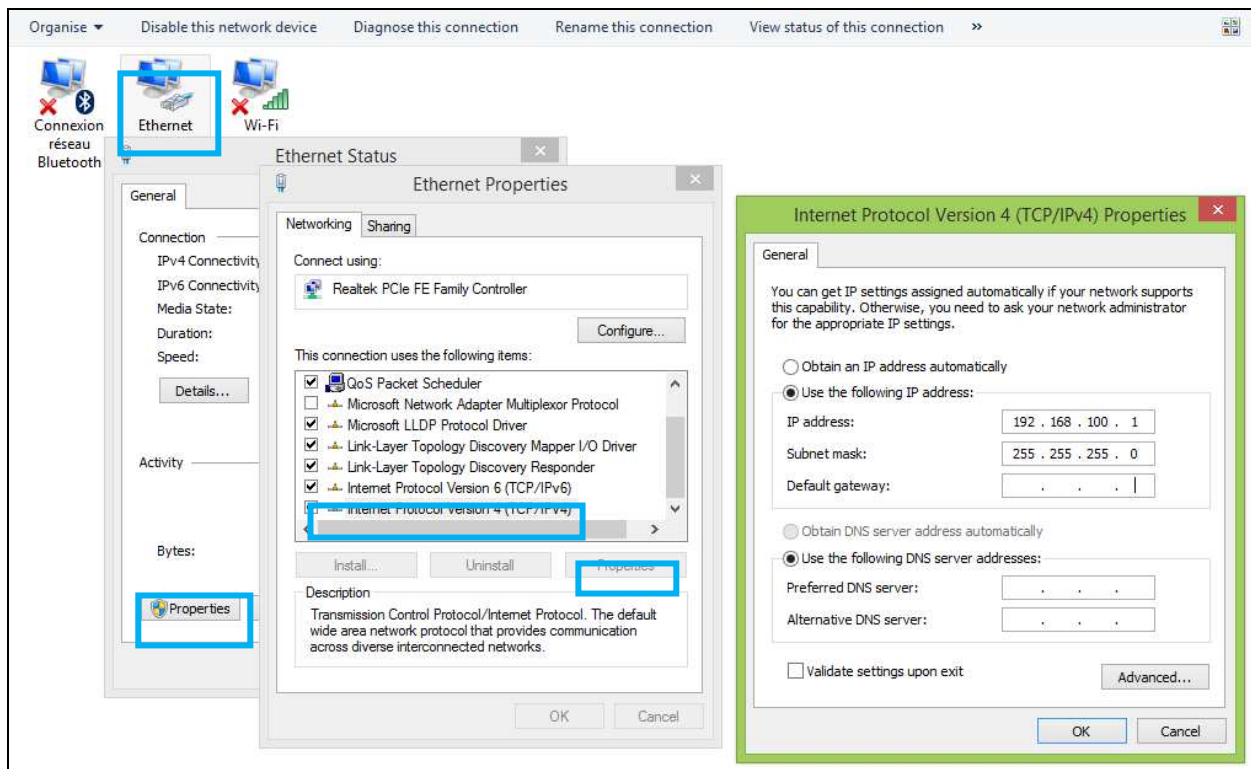 Organise Disable this network device Diagnose this connection Rename this connection View status of this connection »
Connexion réseau Bluetooth
Ethernet
Wi-Fi
Ethernet Status
General
Connection
IPv4 Connectivity
IPv6 Connectivity
Media State:
Duration:
Speed:
Details...
Activity
Bytes:
Properties
Ethernet Properties
Networking Sharing
Connect using:
Realtek PCIe FE Family Controller
Configure...
This connection uses the following items:
QoS Packet Scheduler
Microsoft Network Adapter Multiplexor Protocol
Microsoft LLDP Protocol Driver
Link-Layer Topology Discovery Mapper I/O Driver
Link-Layer Topology Discovery Responder
Internet Protocol Version 6 (TCP/IPv6)
Internet Protocol Version 4 (TCP/IPv4)
Install... Uninstall Properties
Description
Transmission Control Protocol/Internet Protocol. The default
wide area network protocol that provides communication
across diverse interconnected networks.
OK Cancel
Internet Protocol Version 4 (TCP/IPv4) Properties
General
You can get IP settings assigned automatically if your network supports
this capability. Otherwise, you need to ask your network administrator
for the appropriate IP settings.
Obtain an IP address automatically
Use the following IP address:
IP address: 192 . 168 . 100 . 1
Subnet mask: 255 . 255 . 255 . 0
Default gateway: . . .
Obtain DNS server address automatically
Use the following DNS server addresses:
Preferred DNS server: . . .
Alternative DNS server: . . .
Validate settings upon exit
Advanced...
OK Cancel